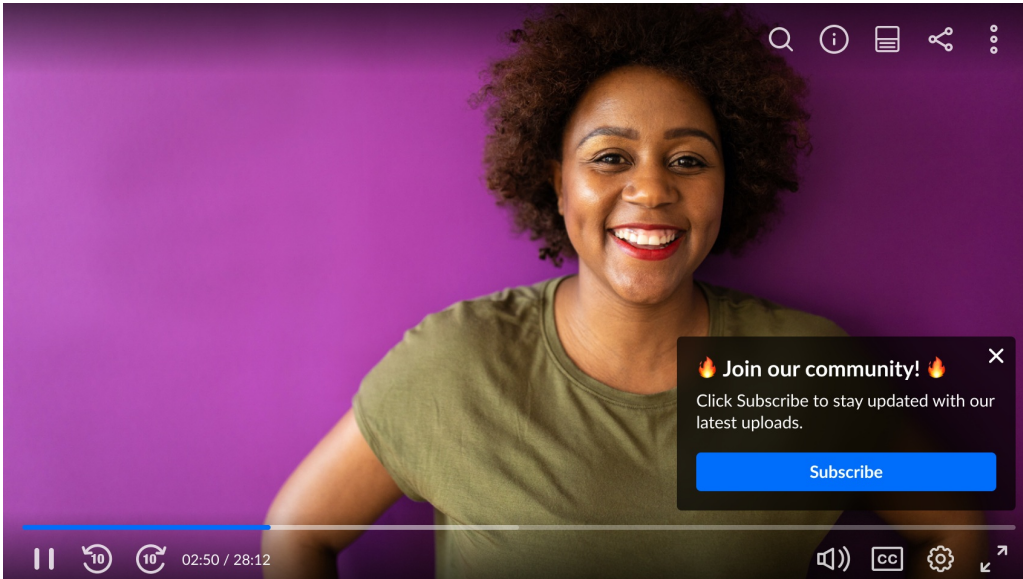 🔥 Join our community! 🔥
Click Subscribe to stay updated with our
latest uploads.
Subscribe
10
10
02:50 / 28:12
CC